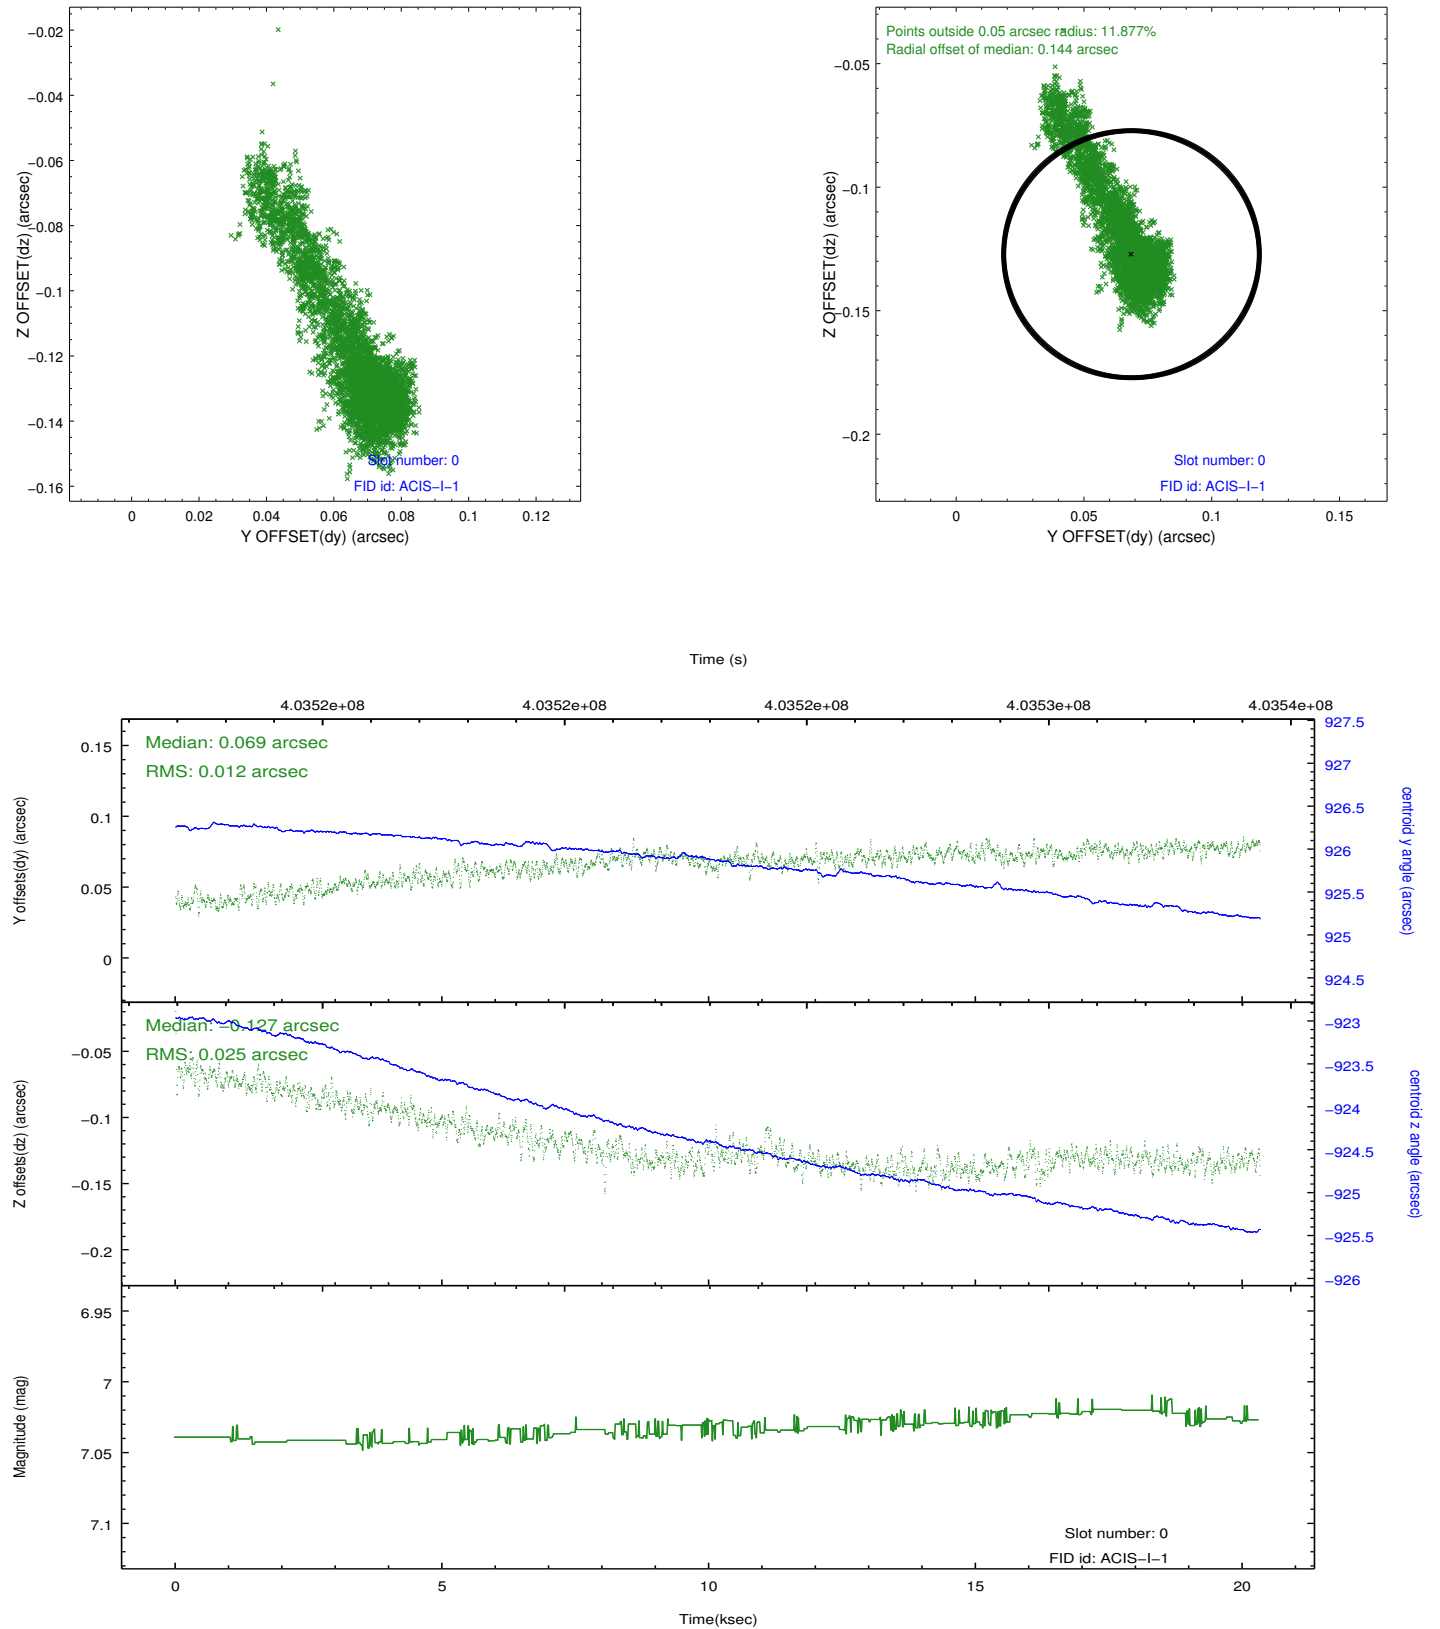 −0.02
−0.04
−0.06
−0.08
−0.1
−0.12
−0.14
−0.16
Z OFFSET(dz) (arcsec)
Slot number: 0
FID id: ACIS−I−1
0
0.02
0.04
0.06
0.08
0.1
0.12
Y OFFSET(dy) (arcsec)
Points outside 0.05 arcsec radius: 11.877%
Radial offset of median: 0.144 arcsec
−0.05
−0.1
−0.15
−0.2
Z OFFSET(dz) (arcsec)
Slot number: 0
FID id: ACIS−I−1
0
0.05
0.1
0.15
Y OFFSET(dy) (arcsec)
Time (s)
4.0352e+08
4.0352e+08
4.0352e+08
4.0353e+08
4.0354e+08
Median: 0.069 arcsec
RMS: 0.012 arcsec
0.15
0.1
0.05
0
Y offsets(dy) (arcsec)
927.5
927
926.5
926
925.5
925
924.5
centroid y angle (arcsec)
Median: −0.127 arcsec
RMS: 0.025 arcsec
−0.05
−0.1
−0.15
−0.2
Z offsets(dz) (arcsec)
−923
−923.5
−924
−924.5
−925
−925.5
−926
centroid z angle (arcsec)
6.95
7
7.05
7.1
Magnitude (mag)
Slot number: 0
FID id: ACIS−I−1
0
5
10
15
20
Time(ksec)